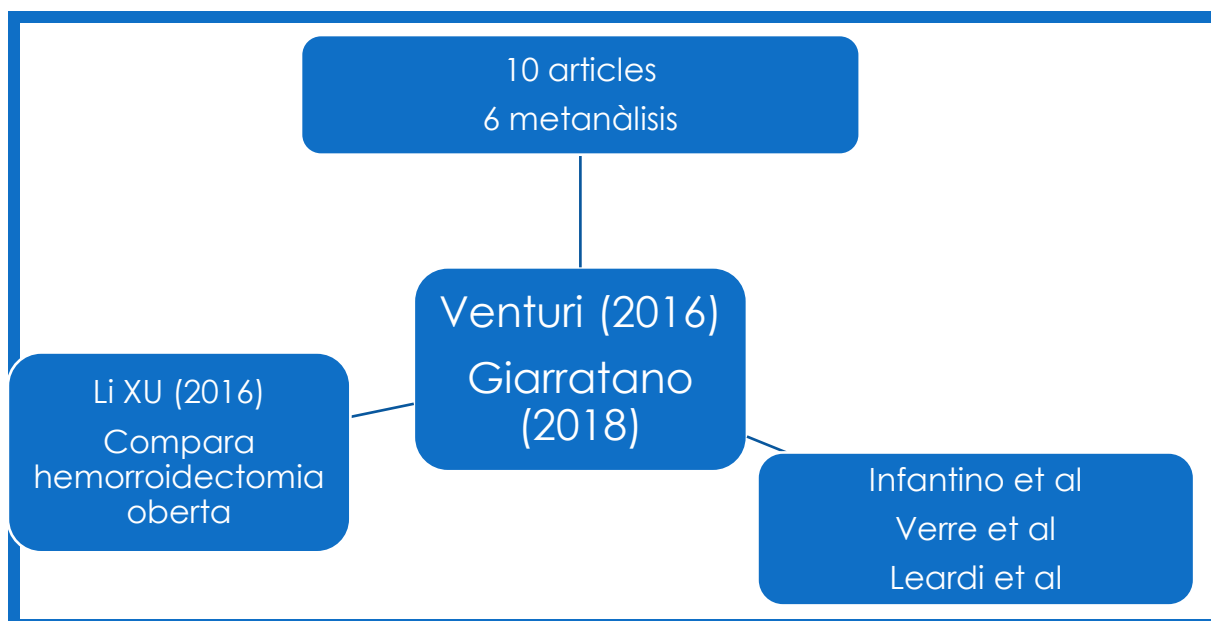 10 articles
6 metanàlisis
Venturi (2016)
Giarratano
(2018)
Li XU (2016)
Compara
hemorroidectomia
oberta
Infantino et al
Verre et al
Leardi et al